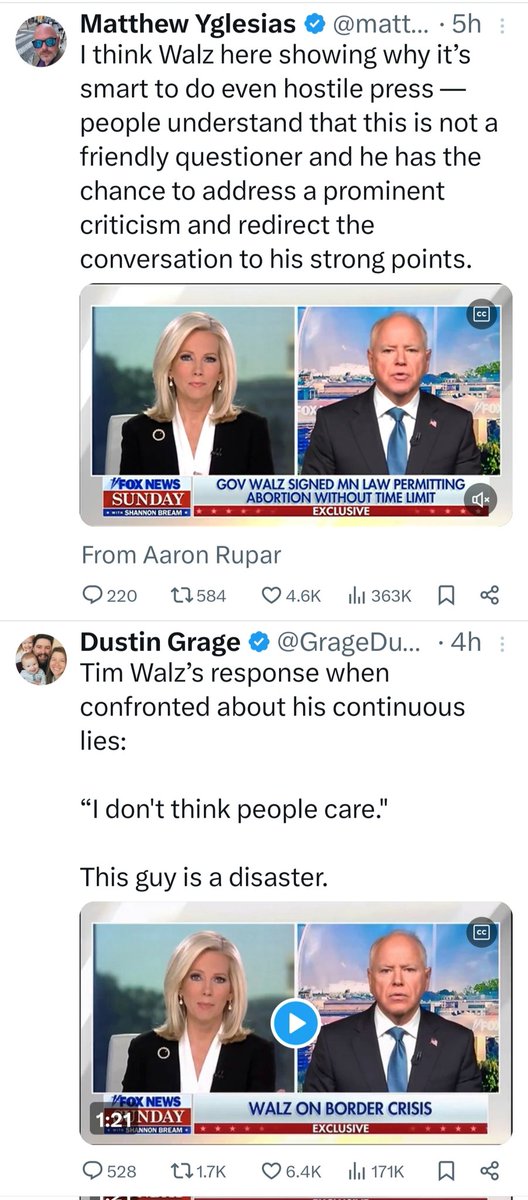 Matthew Yglesias @matt... · 5h
I think Walz here showing why it's
smart to do even hostile press —
people understand that this is not a
friendly questioner and he has the
chance to address a prominent
criticism and redirect the
conversation to his strong points.
CC
FOX
FOX NEWS
SUNDAY
WITH SHANNON BREAM
GOV WALZ SIGNED MN LAW PERMITTING
ABORTION WITHOUT TIME LIMIT
EXCLUSIVE
From Aaron Rupar
220 584 4.6K 363K
Dustin Grage @GrageDu... · 4h
Tim Walz's response when
confronted about his continuous
lies:
“I don't think people care."
This guy is a disaster.
CC
FOX NEWS
1:21
NDAY
SHANNON BREAM
WALZ ON BORDER CRISIS
EXCLUSIVE
528 1.7K 6.4K 171K